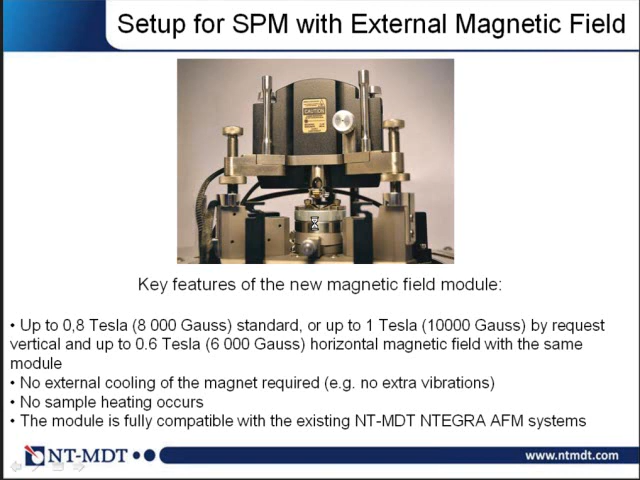 Setup for SPM with External Magnetic Field
CAUTION
Key features of the new magnetic field module:
• Up to 0,8 Tesla (8 000 Gauss) standard, or up to 1 Tesla (10000 Gauss) by request
vertical and up to 0.6 Tesla (6 000 Gauss) horizontal magnetic field with the same
module
• No external cooling of the magnet required (e.g. no extra vibrations)
• No sample heating occurs
• The module is fully compatible with the existing NT-MDT NTEGRA AFM systems
NT-MDT
www.ntmdt.com